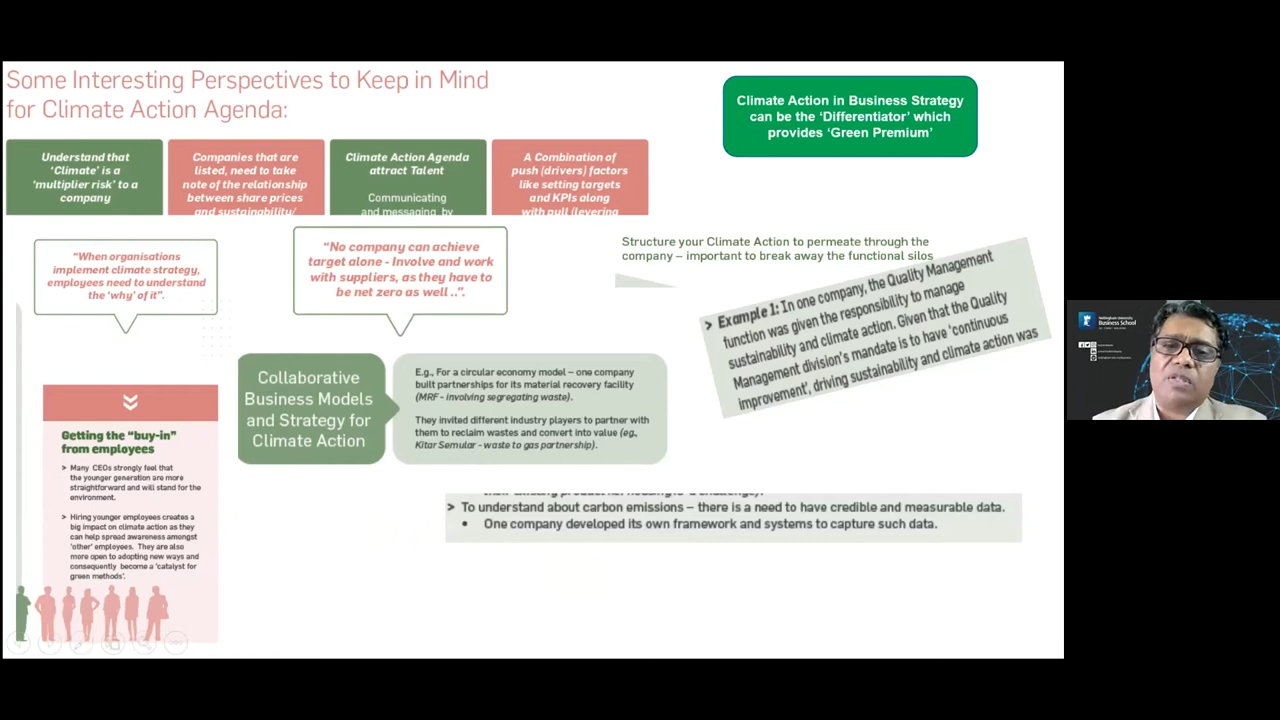 Some Interesting Perspectives to Keep in Mind
for Climate Action Agenda:
Climate Action in Business Strategy
can be the ‘Differentiator’ which
provides ‘Green Premium’
Understand that
‘Climate’ is a
‘multiplier risk’ to a
company
Companies that are
listed, need to take
note of the relationship
between share prices
and sustainability/
Climate Action Agenda
attract Talent
Communicating
and messaging by
A Combination of
push (drivers) factors
like setting targets
and KPIs along
with pull (levering
“When organisations
implement climate strategy,
employees need to understand
the ‘why’ of it”.
“No company can achieve
target alone - Involve and work
with suppliers, as they have to
be net zero as well ..”.
Structure your Climate Action to permeate through the
company – important to break away the functional silos
> Example 1: In one company, the Quality Management
function was given the responsibility to manage
sustainability and climate action. Given that the Quality
Management division’s mandate is to have ‘continuous
improvement’, driving sustainability and climate action was
Collaborative
Business Models
and Strategy for
Climate Action
E.g., For a circular economy model – one company
built partnerships for its material recovery facility
(MRF - involving segregating waste).
They invited different industry players to partner with
them to reclaim wastes and convert into value (eg.,
Kitar Semular - waste to gas partnership).
Getting the “buy-in”
from employees
> Many CEOs strongly feel that
the younger generation are more
straightforward and will stand for the
environment.
> Hiring younger employees creates a
big impact on climate action as they
can help spread awareness amongst
‘other’ employees. They are also
more open to adopting new ways and
consequently become a ‘catalyst for
green methods’.
> To understand about carbon emissions – there is a need to have credible and measurable data.
• One company developed its own framework and systems to capture such data.
Nottingham University
Business School